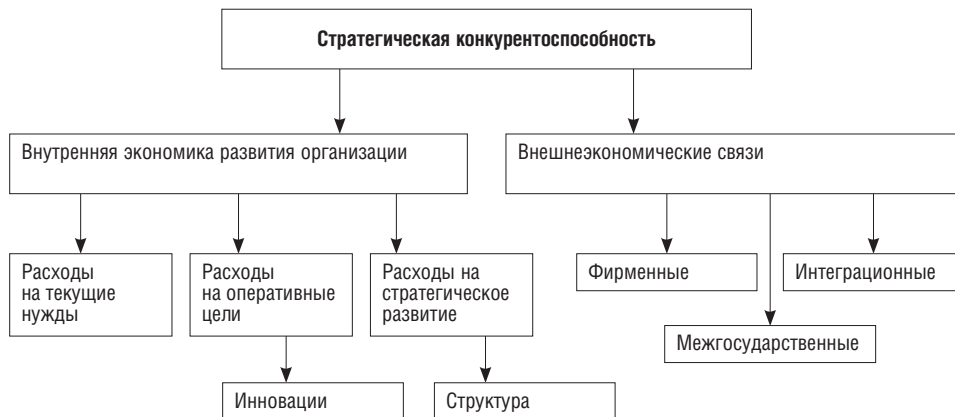 Стратегическая конкурентоспособность
Внутренняя экономика развития организации
Внешнеэкономические связи
Расходы
на текущие
нужды
Расходы
на оперативные
цели
Расходы на
стратегическое
развитие
Фирменные
Интеграционные
Межгосударственные
Инновации
Структура